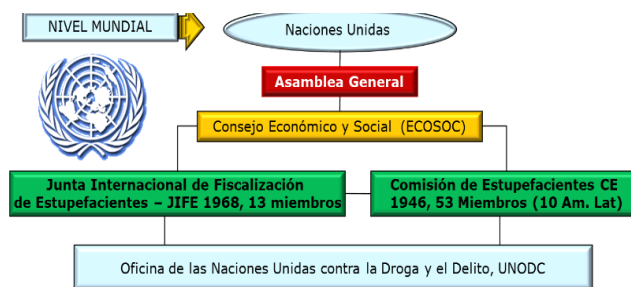 NIVEL MUNDIAL
Naciones Unidas
Asamblea General
Consejo Económico y Social (ECOSOC)
Junta Internacional de Fiscalización
de Estupefacientes – JIFE 1968, 13 miembros
Comisión de Estupefacientes CE
1946, 53 Miembros (10 Am. Lat)
Oficina de las Naciones Unidas contra la Droga y el Delito, UNODC